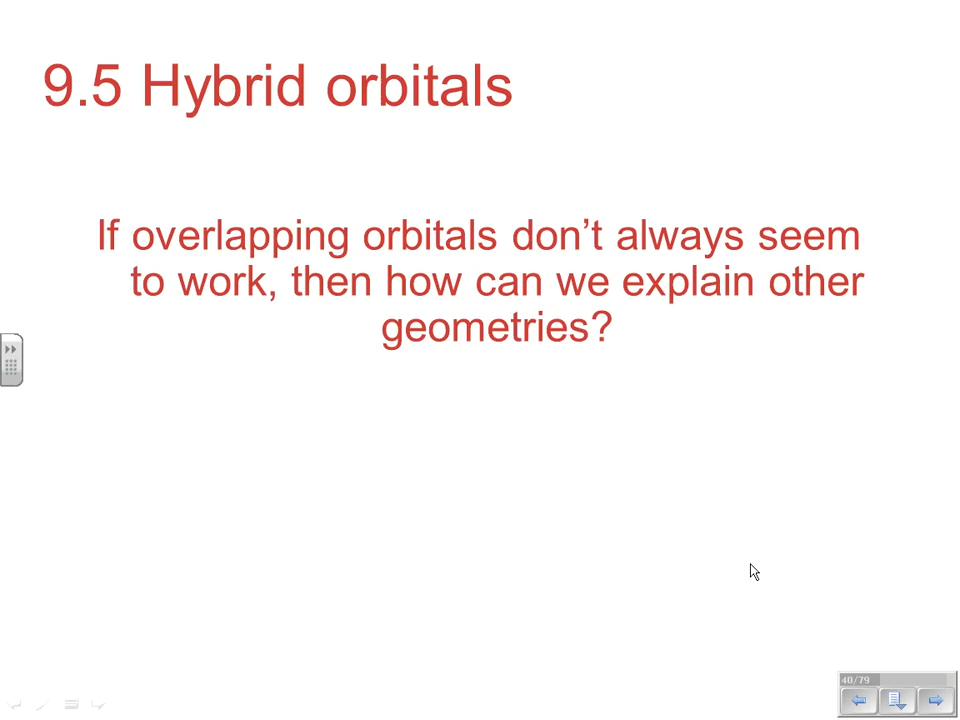 9.5 Hybrid orbitals
If overlapping orbitals don’t always seem
to work, then how can we explain other
geometries?
40/79